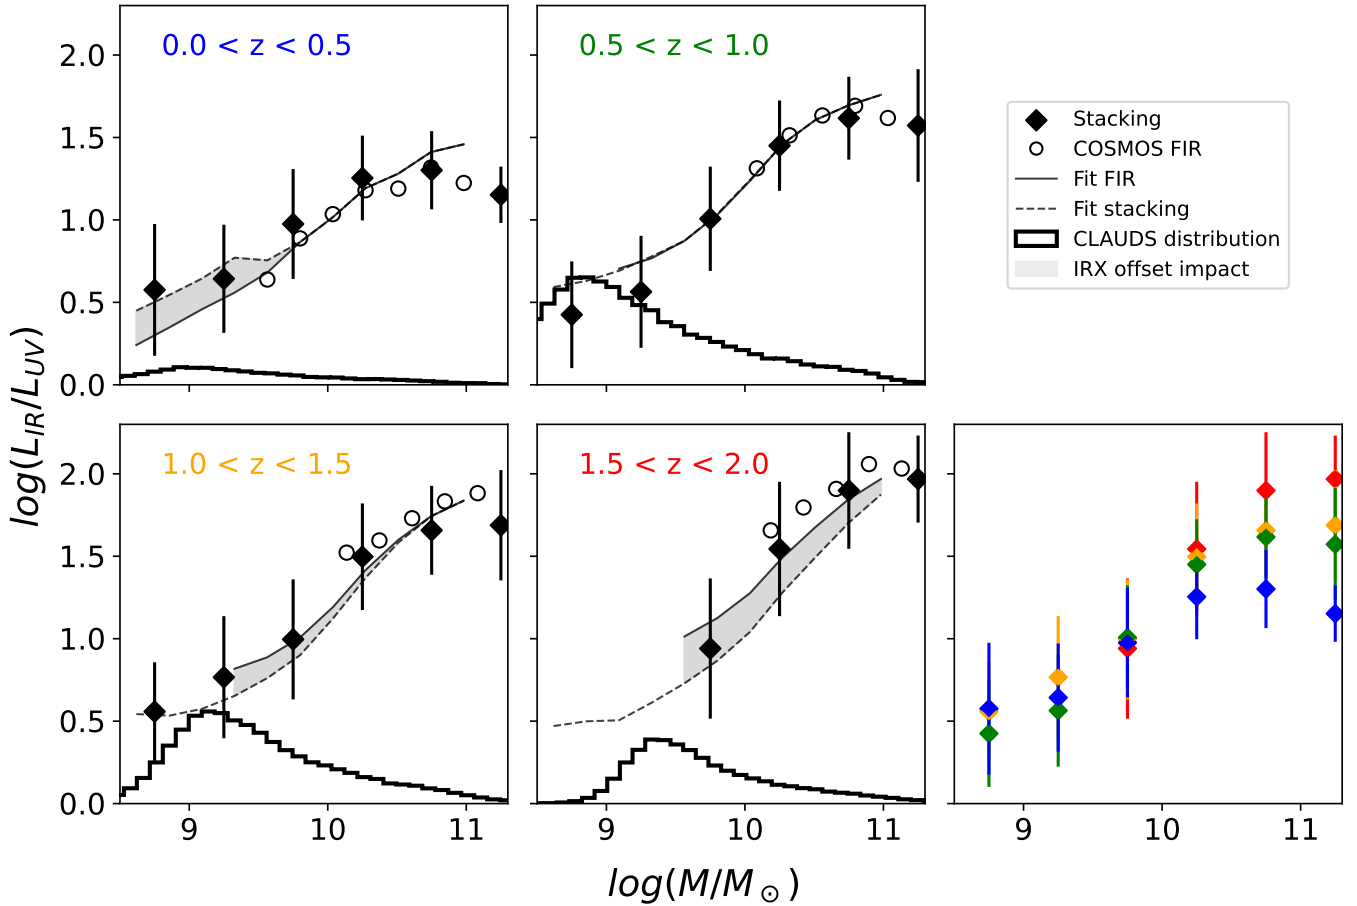 0.0 < z < 0.5
0.5 < z < 1.0
2.0
1.5
1.0
0.5
0.0
Stacking
COSMOS FIR
Fit FIR
Fit stacking
CLAUDS distribution
IRX offset impact
log(L_IR/L_UV)
1.0 < z < 1.5
1.5 < z < 2.0
2.0
1.5
1.0
0.5
0.0
9 10 11
9 10 11
9 10 11
log(M/M_⊙)